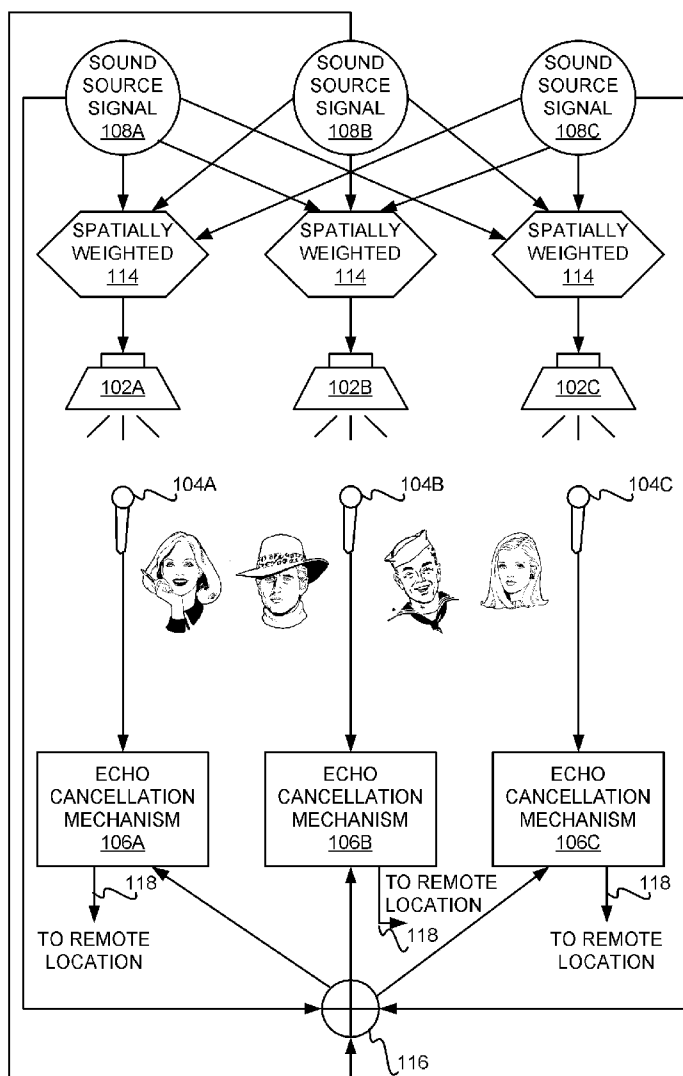 SOUND
SOURCE
SIGNAL
108A
SOUND
SOURCE
SIGNAL
108B
SOUND
SOURCE
SIGNAL
108C
SPATIALLY
WEIGHTED
114
SPATIALLY
WEIGHTED
114
SPATIALLY
WEIGHTED
114
102A
102B
102C
104A
104B
104C
ECHO
CANCELLATION
MECHANISM
106A
ECHO
CANCELLATION
MECHANISM
106B
ECHO
CANCELLATION
MECHANISM
106C
118
TO REMOTE
LOCATION
TO REMOTE
LOCATION
118
118
TO REMOTE
LOCATION
116